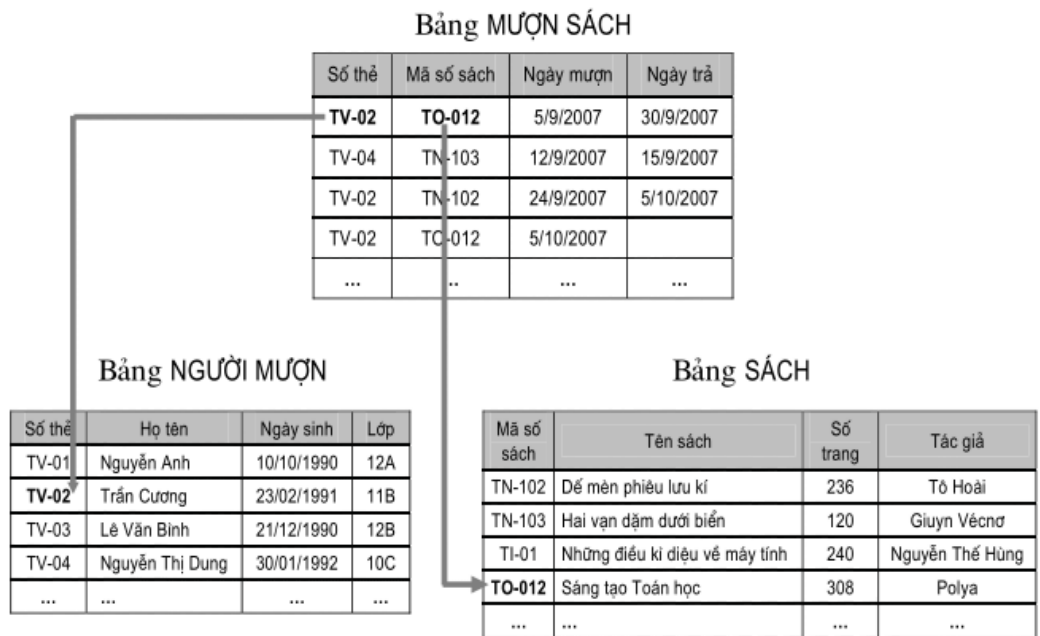 Bảng MƯỢN SÁCH
Số thẻ Mã số sách Ngày mượn Ngày trả
TV-02 TO-012 5/9/2007 30/9/2007
TV-04 TN-103 12/9/2007 15/9/2007
TV-02 TN-102 24/9/2007 5/10/2007
TV-02 TO-012 5/10/2007
... ... ... ...
Bảng NGƯỜI MƯỢN
Số thẻ Họ tên Ngày sinh Lớp
TV-01 Nguyễn Anh 10/10/1990 12A
TV-02 Trần Cương 23/02/1991 11B
TV-03 Lê Văn Bình 21/12/1990 12B
TV-04 Nguyễn Thị Dung 30/01/1992 10C
... ... ... ...
Bảng SÁCH
Mã số sách Tên sách Số trang Tác giả
TN-102 Dế mèn phiêu lưu kí 236 Tô Hoài
TN-103 Hai vạn dặm dưới biển 120 Giuyn Vécnơ
TI-01 Những điều kì diệu về máy tính 240 Nguyễn Thế Hùng
TO-012 Sáng tạo Toán học 308 Polya
... ... ... ...